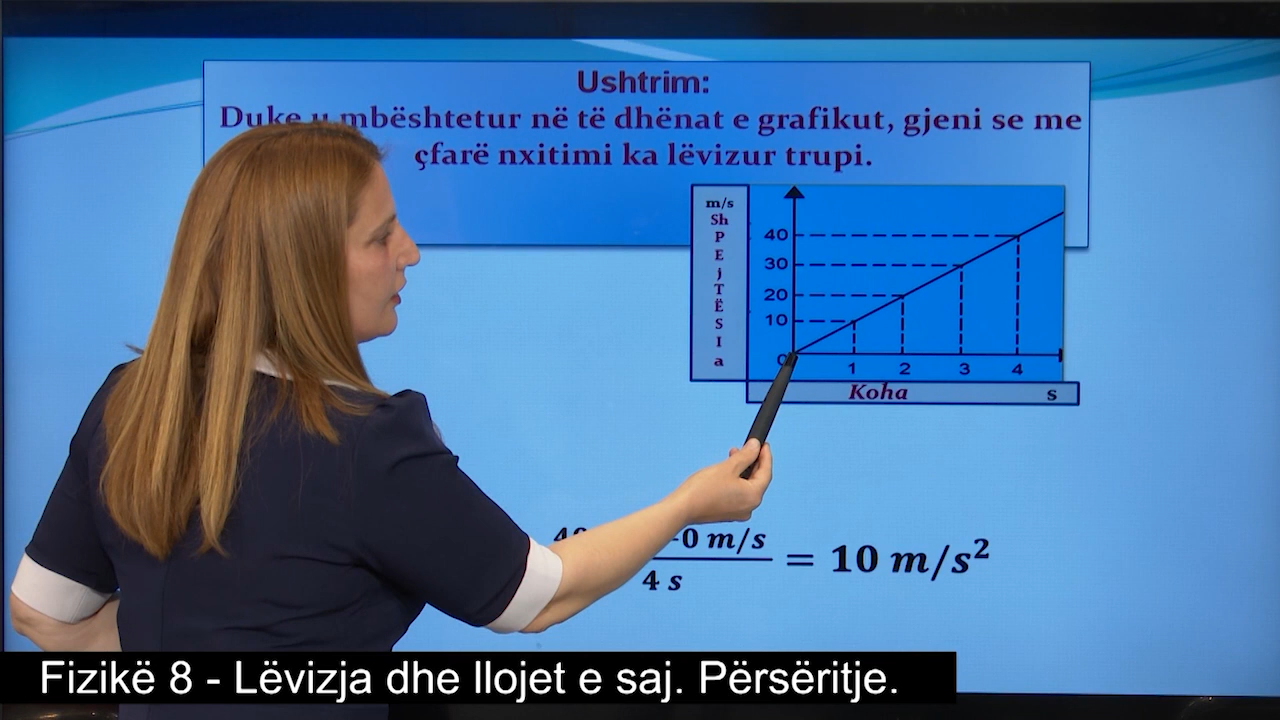 Ushtrim:
Duke u mbështetur në të dhënat e grafikut, gjeni se me
çfarë nxitimi ka lëvizur trupi.
m/s
Sh
P
E
j
T
Ë
S
I
a
40
30
20
10
0
1 2 3 4
Koha s
-0 m/s
4 s
= 10 m/s²
Fizikë 8 - Lëvizja dhe llojet e saj. Përsëritje.